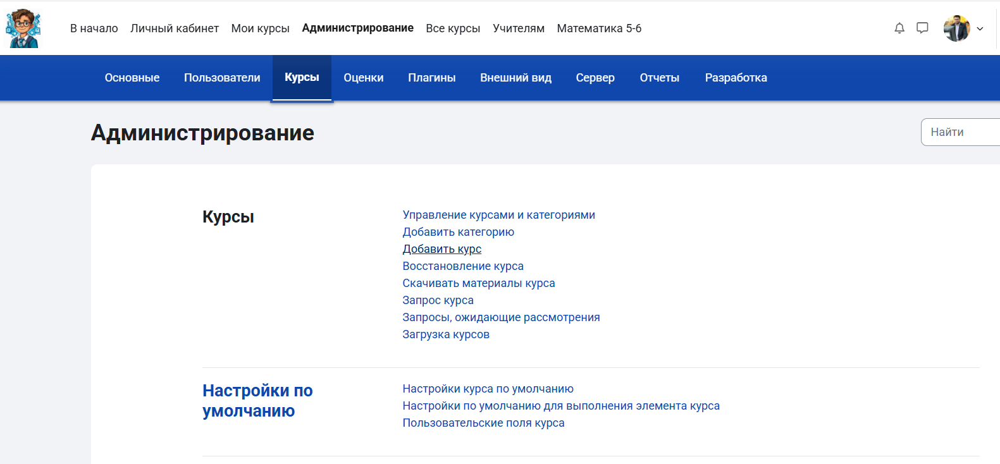 В начало Личный кабинет Мои курсы Администрирование Все курсы Учителям Математика 5-6
Основные Пользователи Курсы Оценки Плагины Внешний вид Сервер Отчеты Разработка
Администрирование
Найти
Курсы
Управление курсами и категориями
Добавить категорию
Добавить курс
Восстановление курса
Скачивать материалы курса
Запрос курса
Запросы, ожидающие рассмотрения
Загрузка курсов
Настройки по
умолчанию
Настройки курса по умолчанию
Настройки по умолчанию для выполнения элемента курса
Пользовательские поля курса